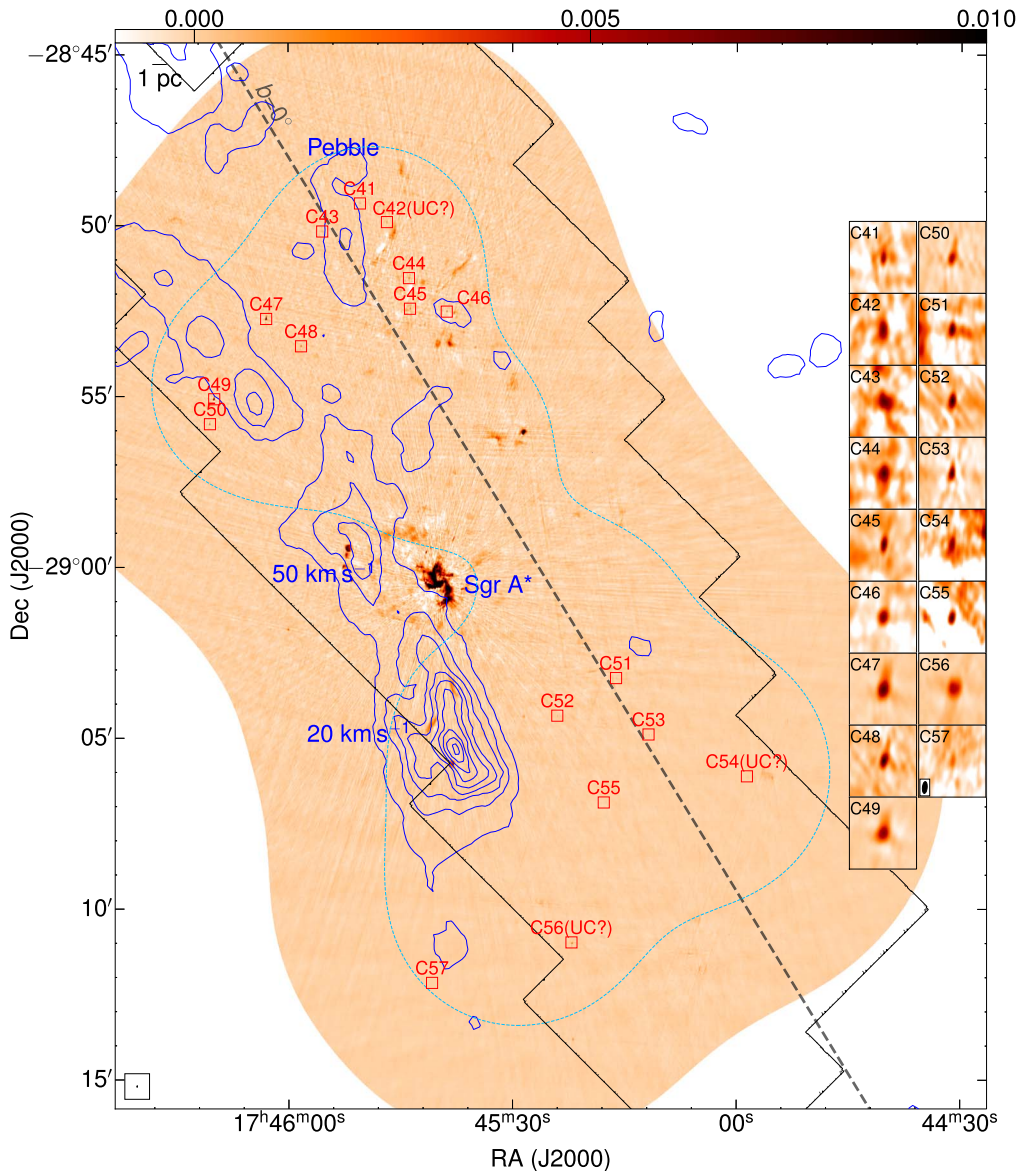 0.000 0.005 0.010
−28°45′
1 pc
b=0°
Pebble
C41
C42(UC?)
C43
50′
C44
C45
C46
C47
C48
55′
C49
C50
−29°00′
50 km s⁻¹
Sgr A*
C51
C52
C53
05′
20 km s⁻¹
C54(UC?)
C55
10′
C56(UC?)
C57
15′
C41 C50
C42 C51
C43 C52
C44 C53
C45 C54
C46 C55
C47 C56
C48 C57
C49
17ʰ46ᵐ00ˢ 45ᵐ30ˢ 00ˢ 44ᵐ30ˢ
RA (J2000)
Dec (J2000)